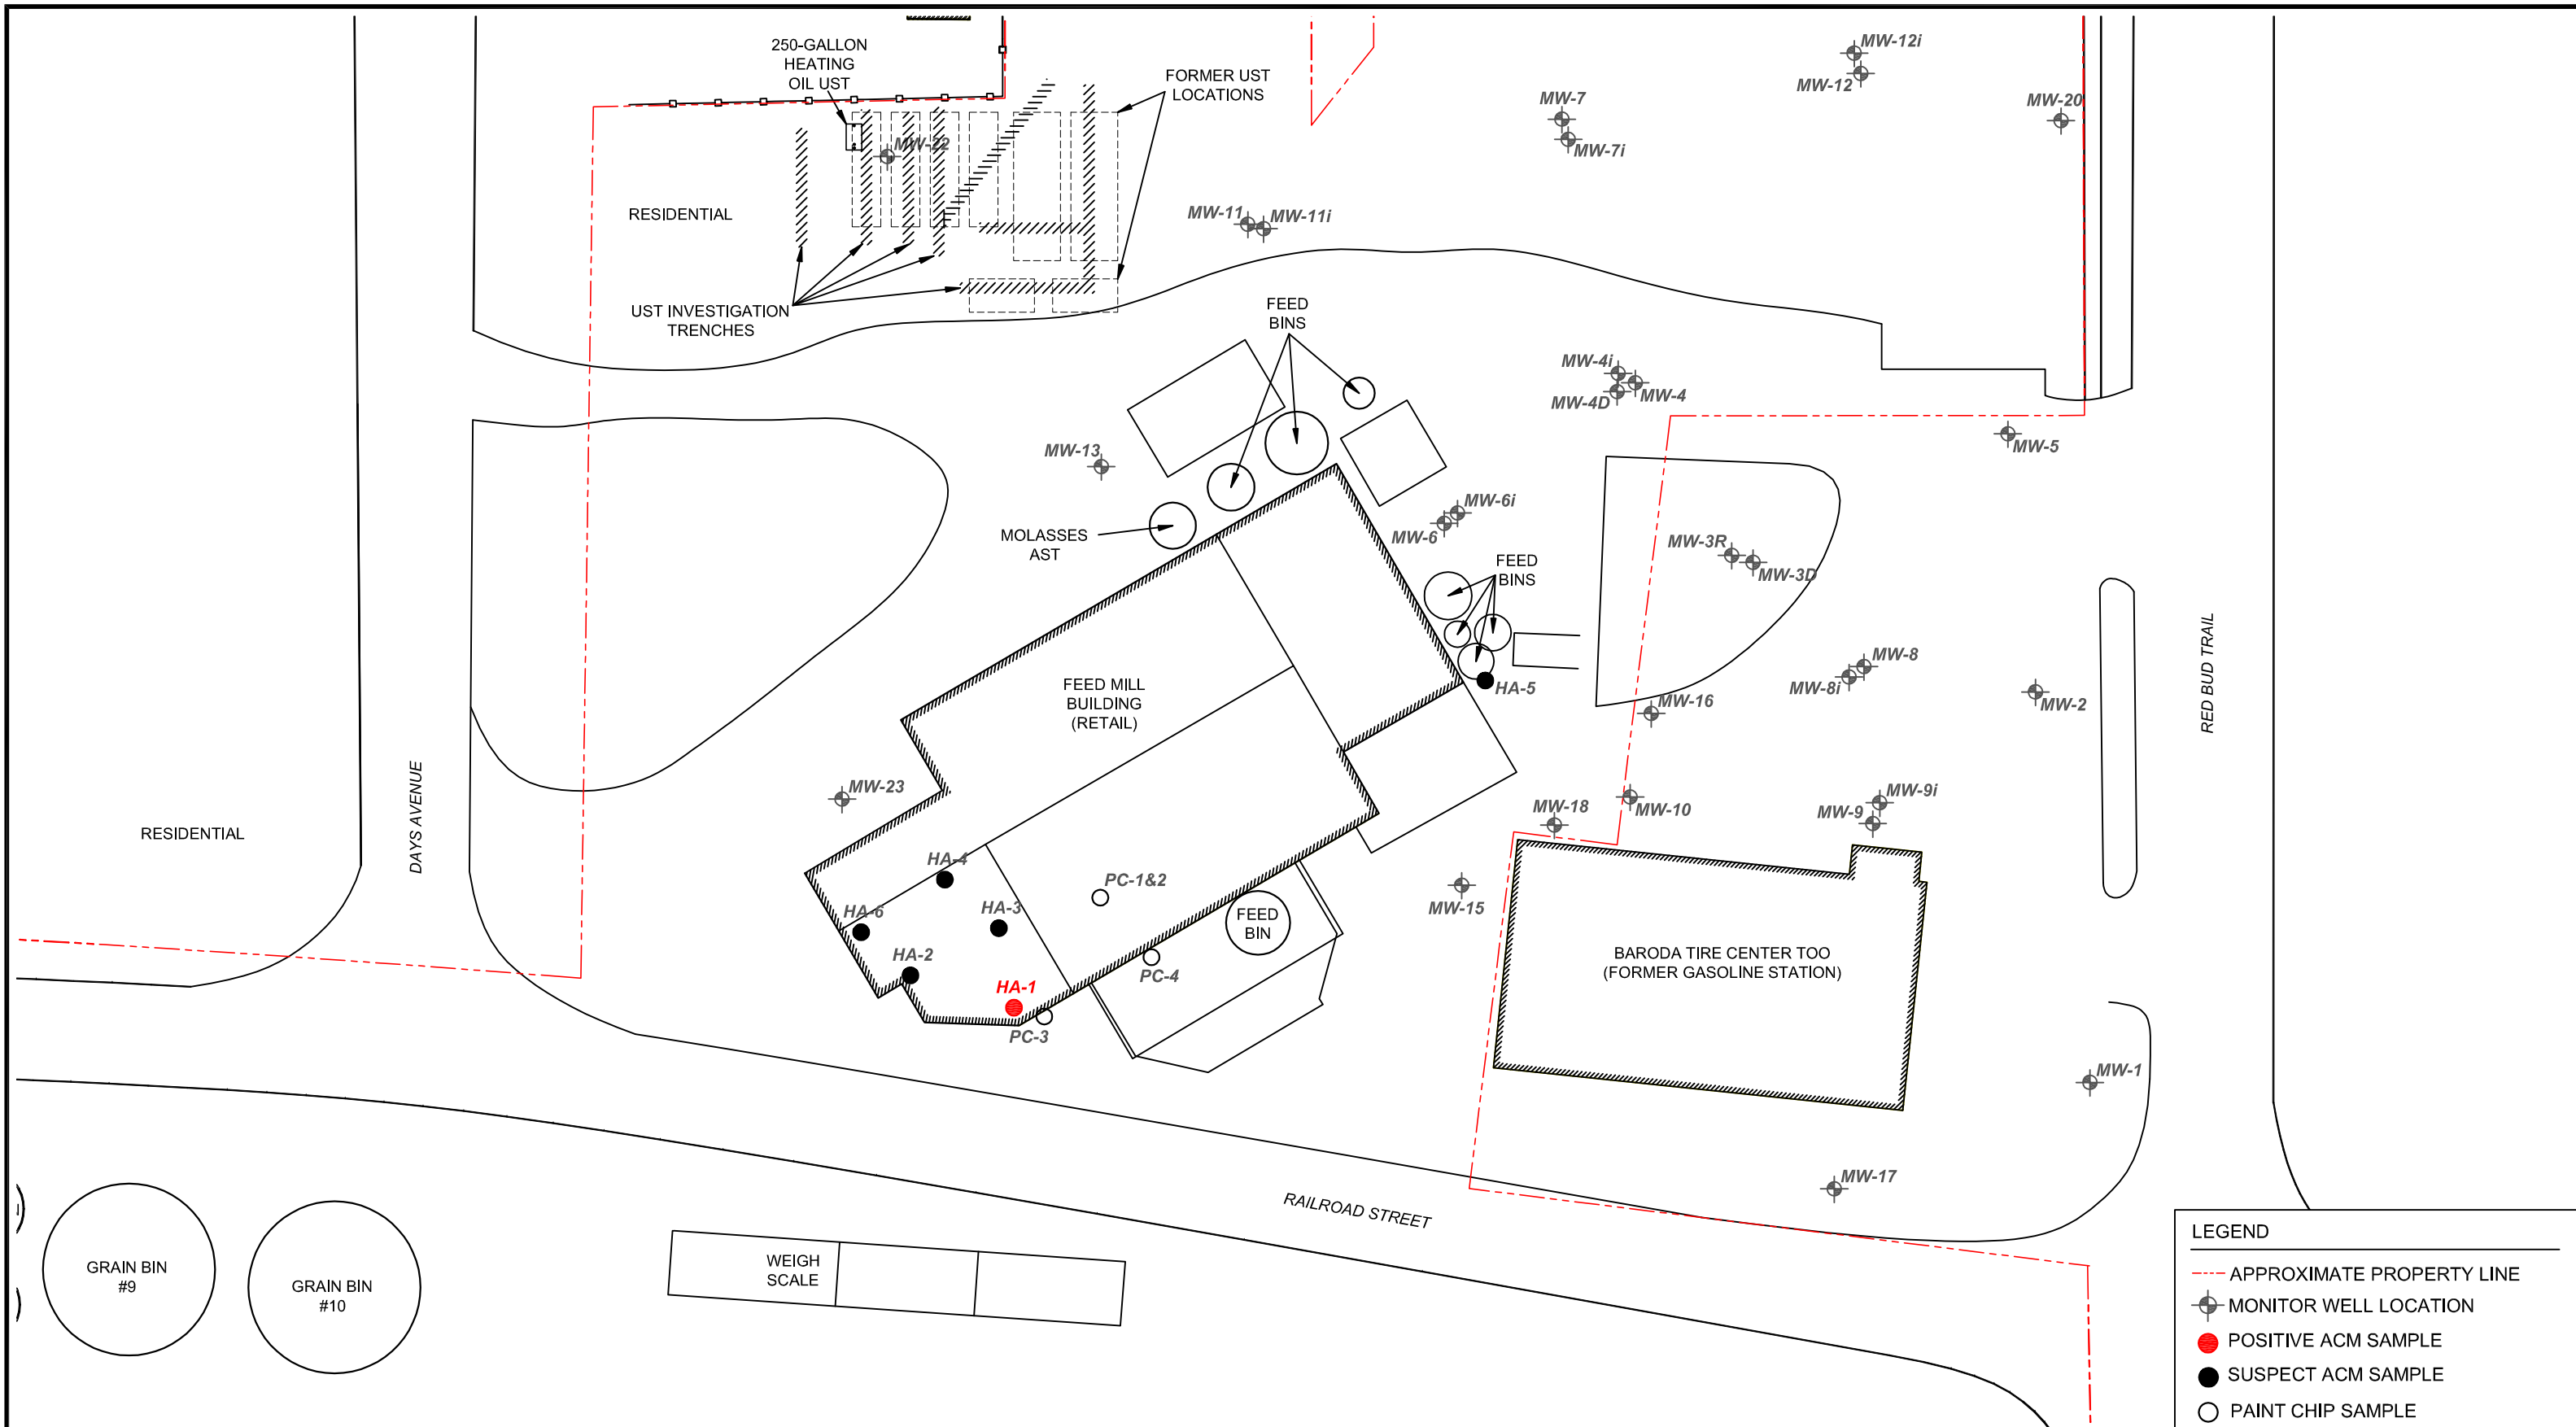 250-GALLON
HEATING
OIL UST
FORMER UST
LOCATIONS
MW-12i
MW-12
MW-20
MW-7
MW-7i
MW-22
RESIDENTIAL
MW-11
MW-11i
UST INVESTIGATION
TRENCHES
FEED
BINS
MW-4i
MW-4
MW-4D
MW-5
MW-13
MW-6i
MW-6
MOLASSES
AST
FEED
BINS
MW-3R
MW-3D
RED BUD TRAIL
FEED MILL
BUILDING
(RETAIL)
HA-5
MW-8
MW-8i
MW-2
MW-16
DAYS AVENUE
MW-23
MW-18
MW-10
MW-9i
MW-9
RESIDENTIAL
HA-4
PC-1&2
HA-6
HA-3
FEED
BIN
MW-15
HA-2
PC-4
BARODA TIRE CENTER TOO
(FORMER GASOLINE STATION)
HA-1
PC-3
MW-1
MW-17
RAILROAD STREET
GRAIN BIN
#9
GRAIN BIN
#10
WEIGH
SCALE
LEGEND
APPROXIMATE PROPERTY LINE
MONITOR WELL LOCATION
POSITIVE ACM SAMPLE
SUSPECT ACM SAMPLE
PAINT CHIP SAMPLE